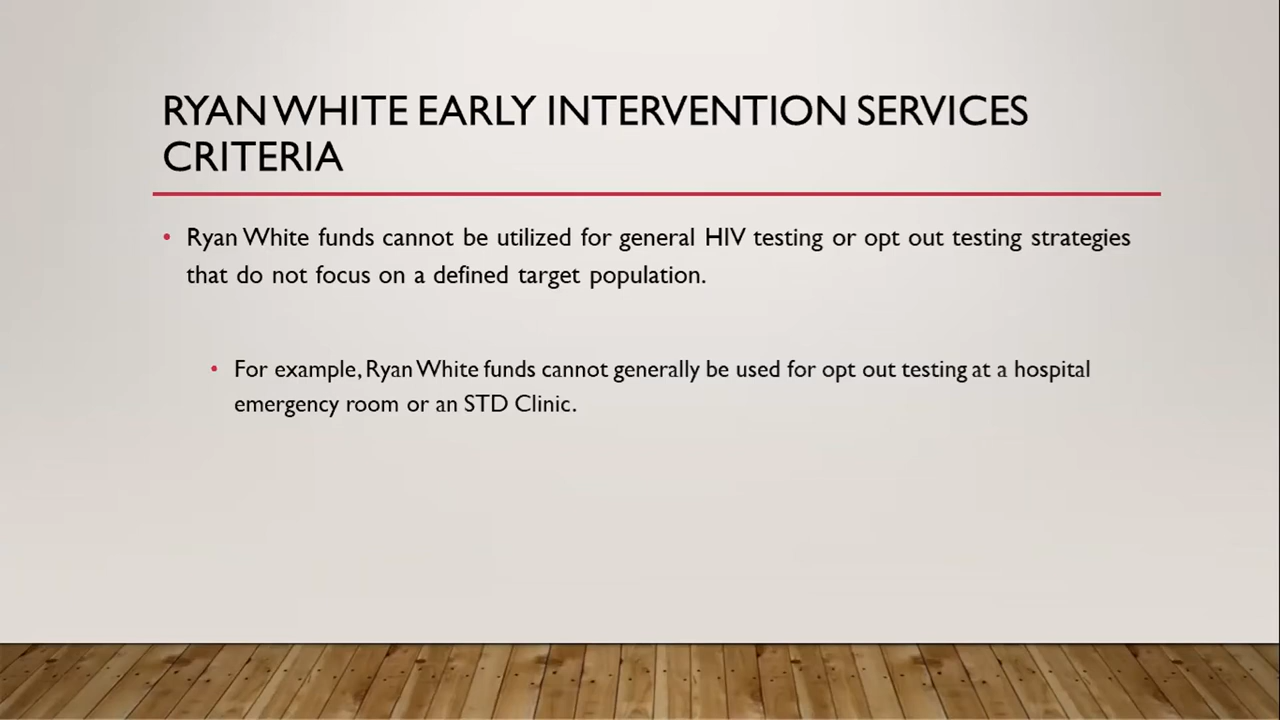 RYAN WHITE EARLY INTERVENTION SERVICES
CRITERIA
• Ryan White funds cannot be utilized for general HIV testing or opt out testing strategies
that do not focus on a defined target population.
• For example, Ryan White funds cannot generally be used for opt out testing at a hospital
emergency room or an STD Clinic.